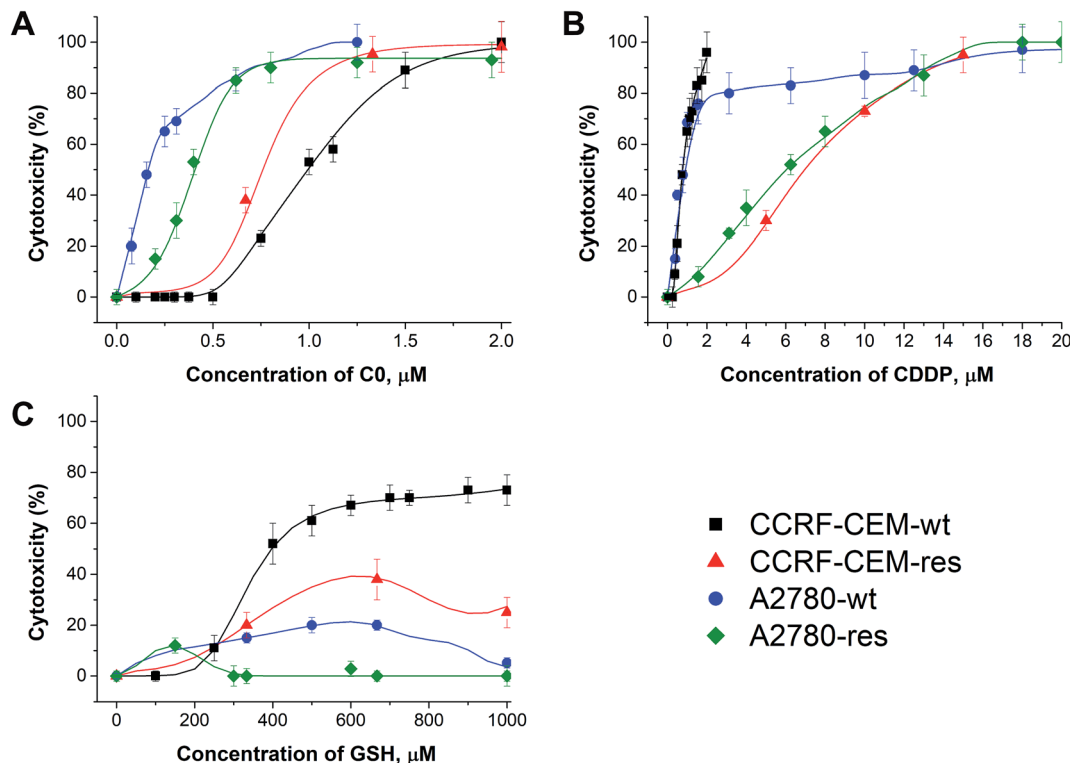 A
100
80
60
40
20
0
Cytotoxicity (%)
0.0 0.5 1.0 1.5 2.0
Concentration of C0, μM
B
100
80
60
40
20
0
Cytotoxicity (%)
0 2 4 6 8 10 12 14 16 18 20
Concentration of CDDP, μM
C
100
80
60
40
20
0
Cytotoxicity (%)
0 200 400 600 800 1000
Concentration of GSH, μM
CCRF-CEM-wt
CCRF-CEM-res
A2780-wt
A2780-res